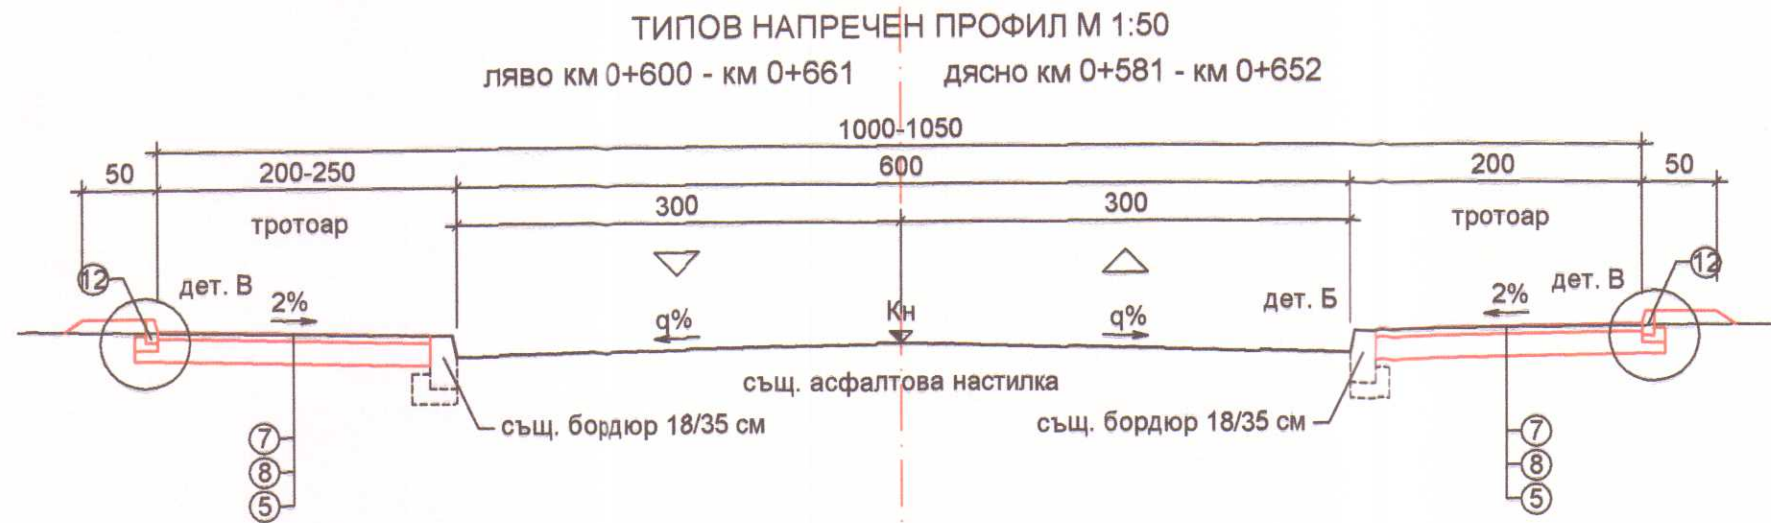 ТИПОВ НАПРЕЧЕН ПРОФИЛ М 1:50
ляво км 0+600 - км 0+661 дясно км 0+581 - км 0+652
1000-1050
50 200-250 600 200 50
300 300
тротоар тротоар
12 дет. В дет. Б дет. В 12
2% q% Кн q% 2%
същ. асфалтова настилка
същ. бордюр 18/35 см същ. бордюр 18/35 см
7 7
8 8
5 5